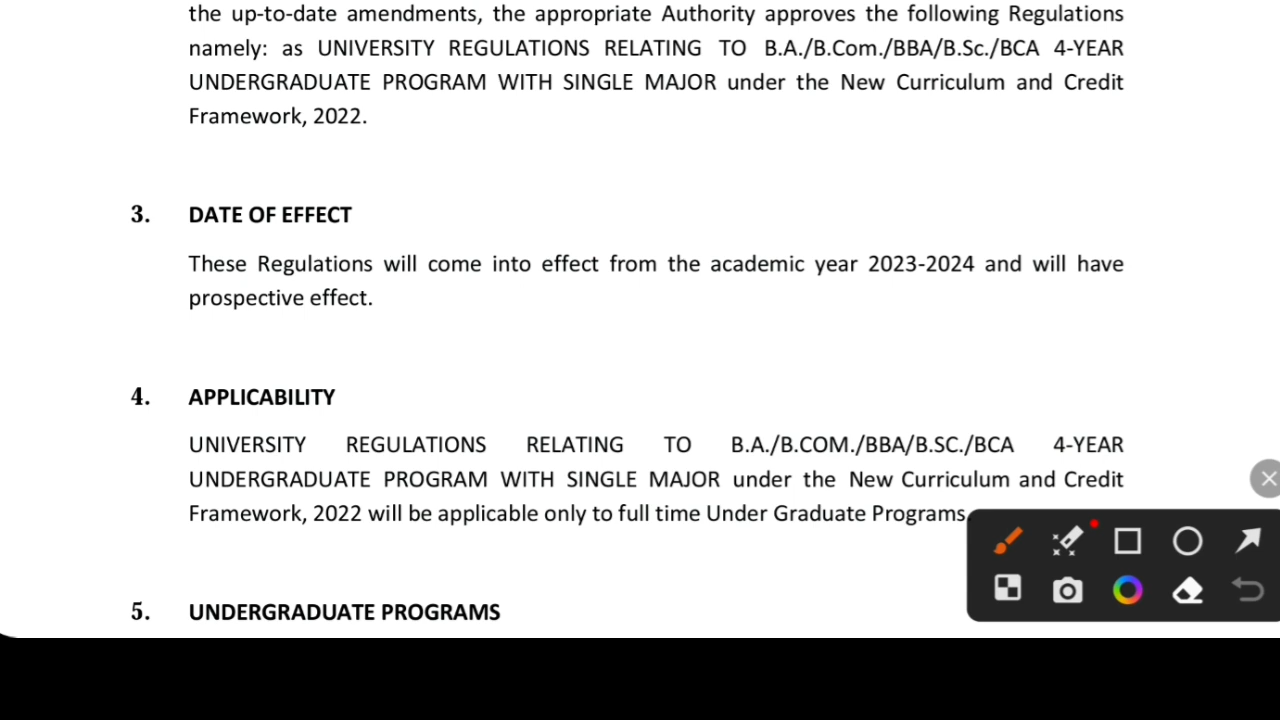 the up-to-date amendments, the appropriate Authority approves the following Regulations
namely: as UNIVERSITY REGULATIONS RELATING TO B.A./B.Com./BBA/B.Sc./BCA 4-YEAR
UNDERGRADUATE PROGRAM WITH SINGLE MAJOR under the New Curriculum and Credit
Framework, 2022.
3. DATE OF EFFECT
These Regulations will come into effect from the academic year 2023-2024 and will have
prospective effect.
4. APPLICABILITY
UNIVERSITY REGULATIONS RELATING TO B.A./B.COM./BBA/B.SC./BCA 4-YEAR
UNDERGRADUATE PROGRAM WITH SINGLE MAJOR under the New Curriculum and Credit
Framework, 2022 will be applicable only to full time Under Graduate Programs.
5. UNDERGRADUATE PROGRAMS